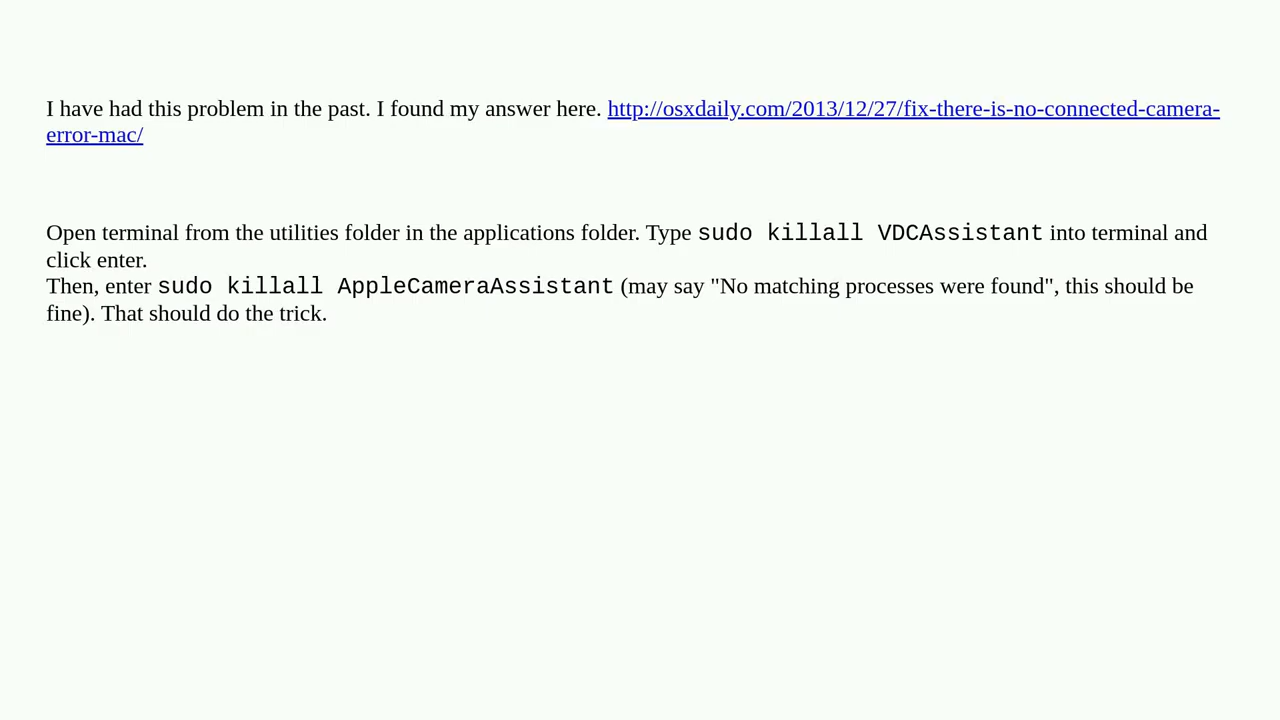 I have had this problem in the past. I found my answer here. http://osxdaily.com/2013/12/27/fix-there-is-no-connected-camera-
error-mac/
Open terminal from the utilities folder in the applications folder. Type sudo killall VDCAssistant into terminal and
click enter.
Then, enter sudo killall AppleCameraAssistant (may say "No matching processes were found", this should be
fine). That should do the trick.